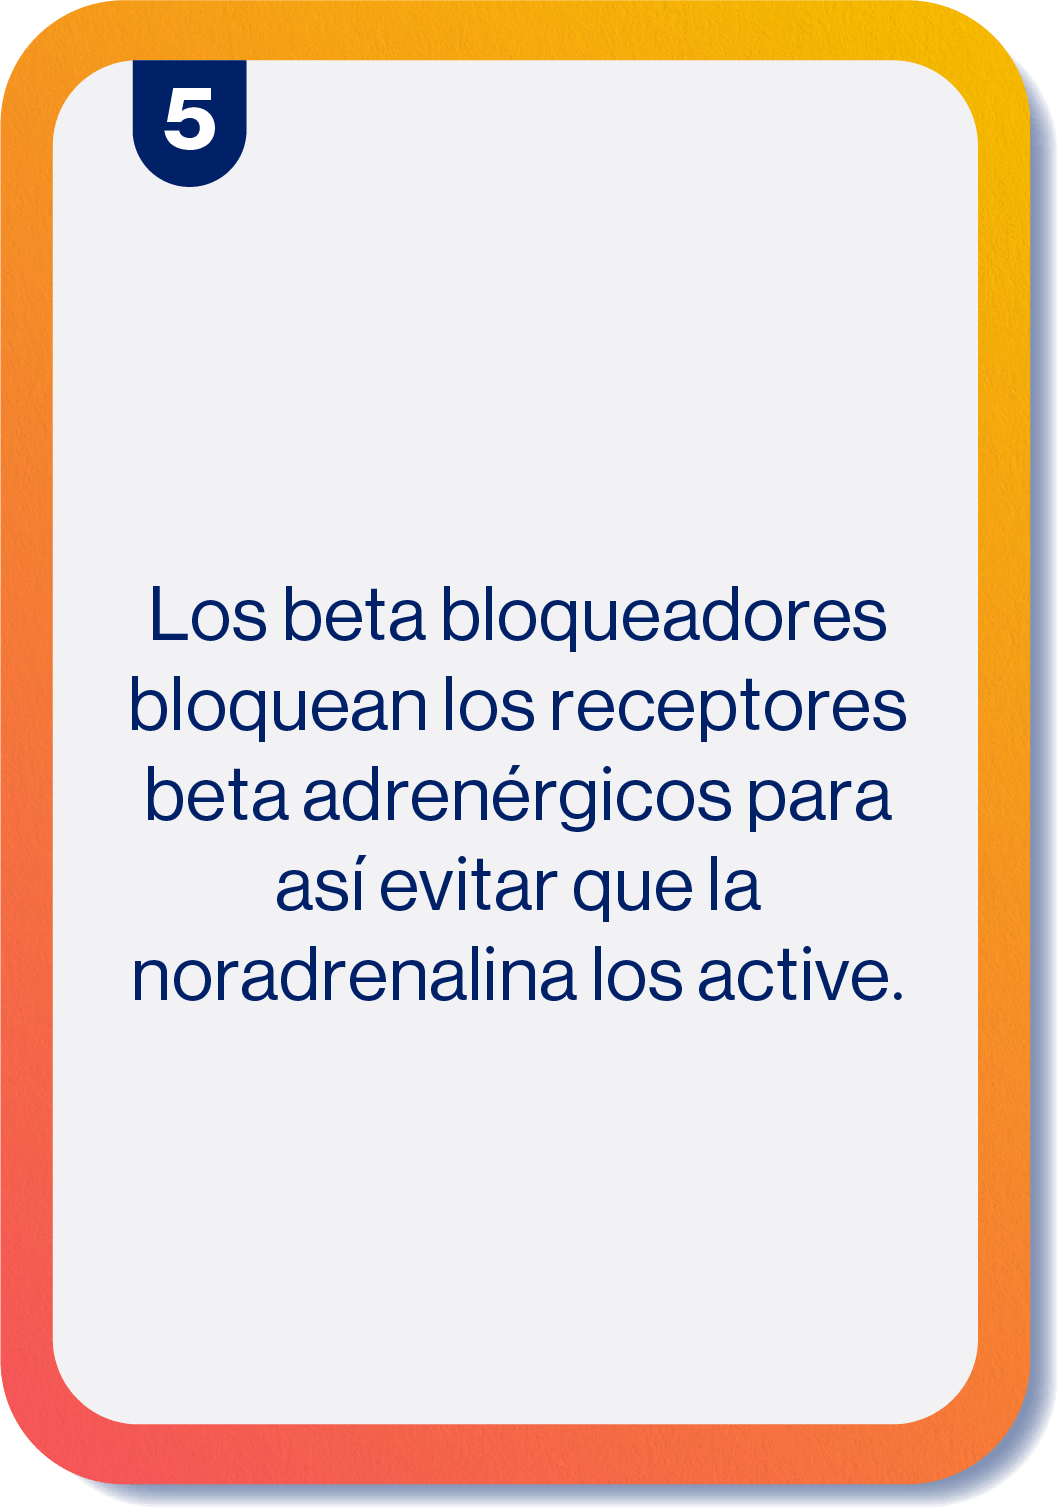 5
Los beta bloqueadores
bloquean los receptores
beta adrenérgicos para
así evitar que la
noradrenalina los active.